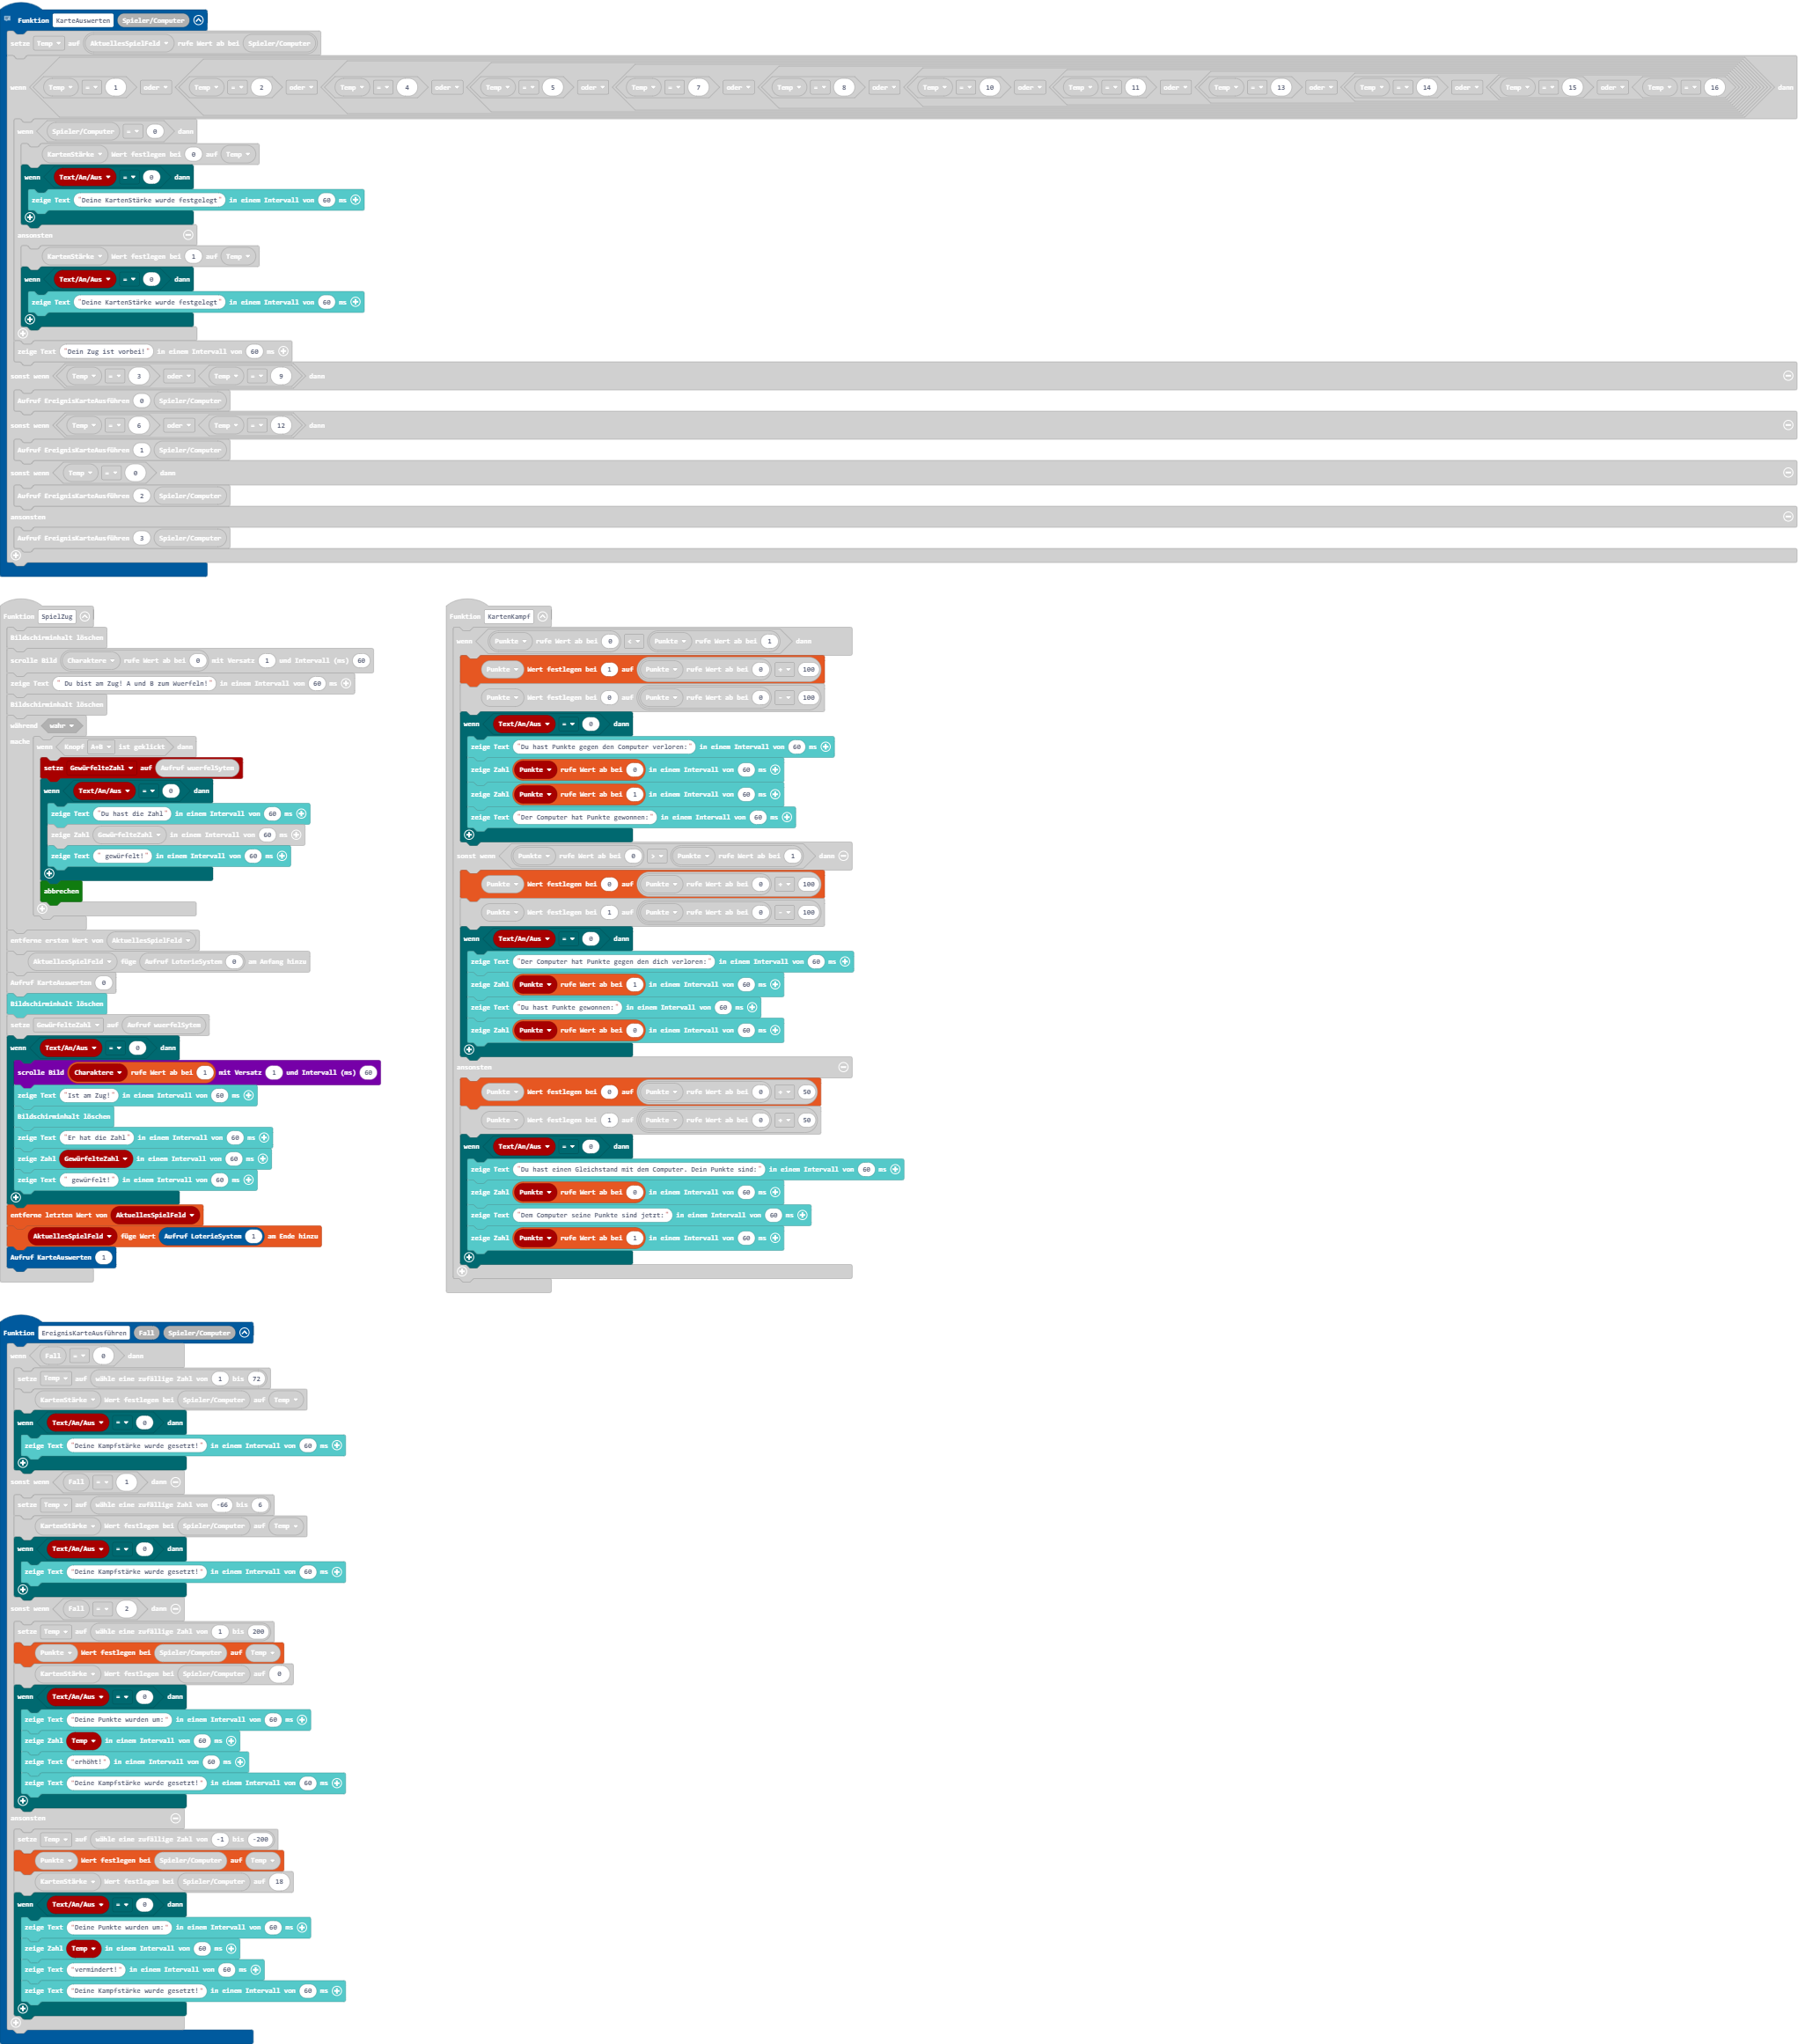 Funktion KarteAuswerten Spieler/Computer
setze Temp auf AktuellesSpielFeld rufe Wert ab bei Spieler/Computer
wenn Temp = 1 oder Temp = 2 oder Temp = 4 oder Temp = 5 oder Temp = 7 oder Temp = 8 oder Temp = 10 oder Temp = 11 oder Temp = 13 oder Temp = 14 oder Temp = 15 oder Temp = 16 dann
wenn Spieler/Computer = 0 dann
KartenStärke Wert festlegen bei 0 auf Temp
wenn Text/An/Aus = 0 dann
zeige Text "Deine KartenStärke wurde festgelegt" in einem Intervall von 60 ms
ansonsten
KartenStärke Wert festlegen bei 1 auf Temp
wenn Text/An/Aus = 0 dann
zeige Text "Deine KartenStärke wurde festgelegt" in einem Intervall von 60 ms
zeige Text "Dein Zug ist vorbei!" in einem Intervall von 60 ms
sonst wenn Temp = 3 oder Temp = 9 dann
Aufruf EreignisKarteAusführen 0 Spieler/Computer
sonst wenn Temp = 6 oder Temp = 12 dann
Aufruf EreignisKarteAusführen 1 Spieler/Computer
sonst wenn Temp = 0 dann
Aufruf EreignisKarteAusführen 2 Spieler/Computer
ansonsten
Aufruf EreignisKarteAusführen 3 Spieler/Computer
Funktion SpielZug
Bildschirminhalt löschen
scrolle Bild Charaktere rufe Wert ab bei 0 mit Versatz 1 und Intervall (ms) 60
zeige Text " Du bist am Zug! A und B zum Wuerfeln!" in einem Intervall von 60 ms
Bildschirminhalt löschen
während wahr
mache wenn Knopf A+B ist geklickt dann
setze GewürfelteZahl auf Aufruf wuerfelSytem
wenn Text/An/Aus = 0 dann
zeige Text "Du hast die Zahl" in einem Intervall von 60 ms
zeige Zahl GewürfelteZahl in einem Intervall von 60 ms
zeige Text " gewürfelt!" in einem Intervall von 60 ms
abbrechen
entferne ersten Wert von AktuellesSpielFeld
AktuellesSpielFeld füge Aufruf LoterieSystem 0 am Anfang hinzu
Aufruf KarteAuswerten 0
Bildschirminhalt löschen
setze GewürfelteZahl auf Aufruf wuerfelSytem
wenn Text/An/Aus = 0 dann
scrolle Bild Charaktere rufe Wert ab bei 1 mit Versatz 1 und Intervall (ms) 60
zeige Text "Ist am Zug!" in einem Intervall von 60 ms
Bildschirminhalt löschen
zeige Text "Er hat die Zahl" in einem Intervall von 60 ms
zeige Zahl GewürfelteZahl in einem Intervall von 60 ms
zeige Text " gewürfelt!" in einem Intervall von 60 ms
entferne letzten Wert von AktuellesSpielFeld
AktuellesSpielFeld füge Wert Aufruf LoterieSystem 1 am Ende hinzu
Aufruf KarteAuswerten 1
Funktion KartenKampf
wenn Punkte rufe Wert ab bei 0 < Punkte rufe Wert ab bei 1 dann
Punkte Wert festlegen bei 1 auf Punkte rufe Wert ab bei 0 + 100
Punkte Wert festlegen bei 0 auf Punkte rufe Wert ab bei 0 - 100
wenn Text/An/Aus = 0 dann
zeige Text "Du hast Punkte gegen den Computer verloren:" in einem Intervall von 60 ms
zeige Zahl Punkte rufe Wert ab bei 0 in einem Intervall von 60 ms
zeige Zahl Punkte rufe Wert ab bei 1 in einem Intervall von 60 ms
zeige Text "Der Computer hat Punkte gewonnen:" in einem Intervall von 60 ms
sonst wenn Punkte rufe Wert ab bei 0 > Punkte rufe Wert ab bei 1 dann
Punkte Wert festlegen bei 0 auf Punkte rufe Wert ab bei 0 + 100
Punkte Wert festlegen bei 1 auf Punkte rufe Wert ab bei 0 - 100
wenn Text/An/Aus = 0 dann
zeige Text "Der Computer hat Punkte gegen den dich verloren:" in einem Intervall von 60 ms
zeige Zahl Punkte rufe Wert ab bei 1 in einem Intervall von 60 ms
zeige Text "Du hast Punkte gewonnen:" in einem Intervall von 60 ms
zeige Zahl Punkte rufe Wert ab bei 0 in einem Intervall von 60 ms
ansonsten
Punkte Wert festlegen bei 0 auf Punkte rufe Wert ab bei 0 + 50
Punkte Wert festlegen bei 1 auf Punkte rufe Wert ab bei 0 + 50
wenn Text/An/Aus = 0 dann
zeige Text "Du hast einen Gleichstand mit dem Computer. Dein Punkte sind:" in einem Intervall von 60 ms
zeige Zahl Punkte rufe Wert ab bei 0 in einem Intervall von 60 ms
zeige Text "Dem Computer seine Punkte sind jetzt:" in einem Intervall von 60 ms
zeige Zahl Punkte rufe Wert ab bei 1 in einem Intervall von 60 ms
Funktion EreignisKarteAusführen Fall Spieler/Computer
wenn Fall = 0 dann
setze Temp auf wähle eine zufällige Zahl von 1 bis 72
KartenStärke Wert festlegen bei Spieler/Computer auf Temp
wenn Text/An/Aus = 0 dann
zeige Text "Deine Kampfstärke wurde gesetzt!" in einem Intervall von 60 ms
sonst wenn Fall = 1 dann
setze Temp auf wähle eine zufällige Zahl von -66 bis 6
KartenStärke Wert festlegen bei Spieler/Computer auf Temp
wenn Text/An/Aus = 0 dann
zeige Text "Deine Kampfstärke wurde gesetzt!" in einem Intervall von 60 ms
sonst wenn Fall = 2 dann
setze Temp auf wähle eine zufällige Zahl von 1 bis 200
Punkte Wert festlegen bei Spieler/Computer auf Temp
KartenStärke Wert festlegen bei Spieler/Computer auf 0
wenn Text/An/Aus = 0 dann
zeige Text "Deine Punkte wurden um:" in einem Intervall von 60 ms
zeige Zahl Temp in einem Intervall von 60 ms
zeige Text "erhöht!" in einem Intervall von 60 ms
zeige Text "Deine Kampfstärke wurde gesetzt!" in einem Intervall von 60 ms
ansonsten
setze Temp auf wähle eine zufällige Zahl von -1 bis -200
Punkte Wert festlegen bei Spieler/Computer auf Temp
KartenStärke Wert festlegen bei Spieler/Computer auf 18
wenn Text/An/Aus = 0 dann
zeige Text "Deine Punkte wurden um:" in einem Intervall von 60 ms
zeige Zahl Temp in einem Intervall von 60 ms
zeige Text "vermindert!" in einem Intervall von 60 ms
zeige Text "Deine Kampfstärke wurde gesetzt!" in einem Intervall von 60 ms